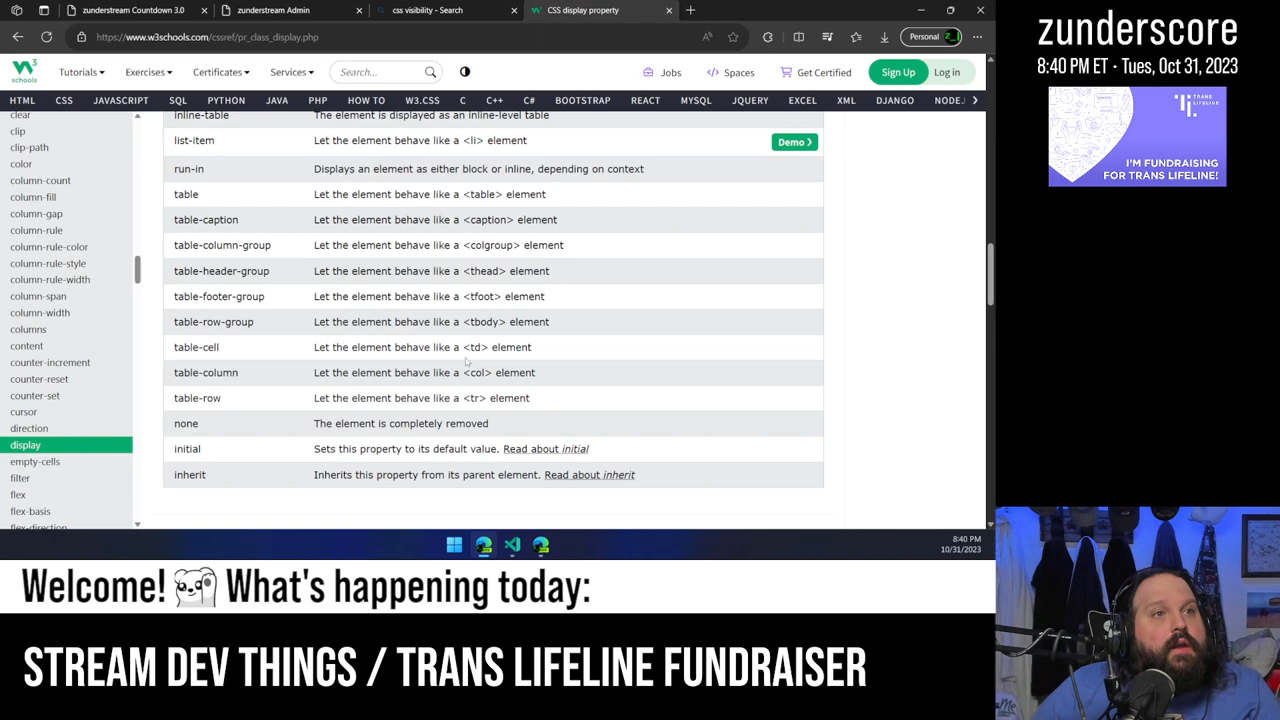 zunderstream Countdown 3.0
zunderstream Admin
css visibility - Search
CSS display property
https://www.w3schools.com/cssref/pr_class_display.php
Personal
w3
schools
Tutorials
Exercises
Certificates
Services
Search...
Jobs
Spaces
Get Certified
Sign Up
Log in
HTML CSS JAVASCRIPT SQL PYTHON JAVA PHP HOW TO W3.CSS C C++ C# BOOTSTRAP REACT MYSQL JQUERY EXCEL XML DJANGO NODEJ
clear
clip
clip-path
color
column-count
column-fill
column-gap
column-rule
column-rule-color
column-rule-style
column-rule-width
column-span
column-width
columns
content
counter-increment
counter-reset
counter-set
cursor
direction
display
empty-cells
filter
flex
flex-basis
flex-direction
inline-table The element is displayed as an inline-level table
list-item Let the element behave like a <li> element Demo ❯
run-in Displays an element as either block or inline, depending on context
table Let the element behave like a <table> element
table-caption Let the element behave like a <caption> element
table-column-group Let the element behave like a <colgroup> element
table-header-group Let the element behave like a <thead> element
table-footer-group Let the element behave like a <tfoot> element
table-row-group Let the element behave like a <tbody> element
table-cell Let the element behave like a <td> element
table-column Let the element behave like a <col> element
table-row Let the element behave like a <tr> element
none The element is completely removed
initial Sets this property to its default value. Read about initial
inherit Inherits this property from its parent element. Read about inherit
8:40 PM
10/31/2023
zunderscore
8:40 PM ET • Tues, Oct 31, 2023
TRANS
LIFELINE
I'M FUNDRAISING
FOR TRANS LIFELINE!
Welcome! What's happening today:
STREAM DEV THINGS / TRANS LIFELINE FUNDRAISER